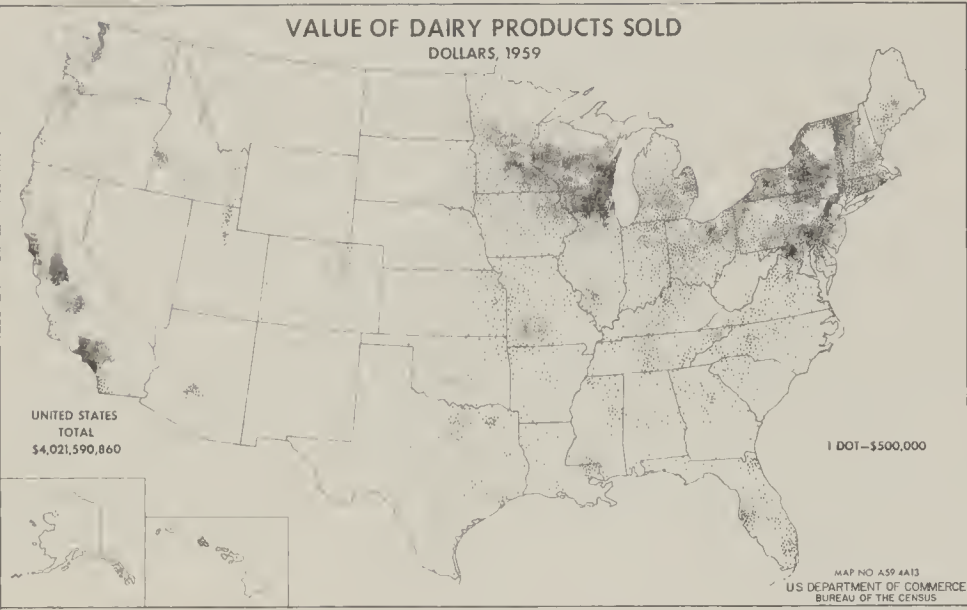 VALUE OF DAIRY PRODUCTS SOLD
DOLLARS, 1959
UNITED STATES
TOTAL
$4,021,590,860
1 DOT—$500,000
MAP NO A59 4A13
US DEPARTMENT OF COMMERCE
BUREAU OF THE CENSUS